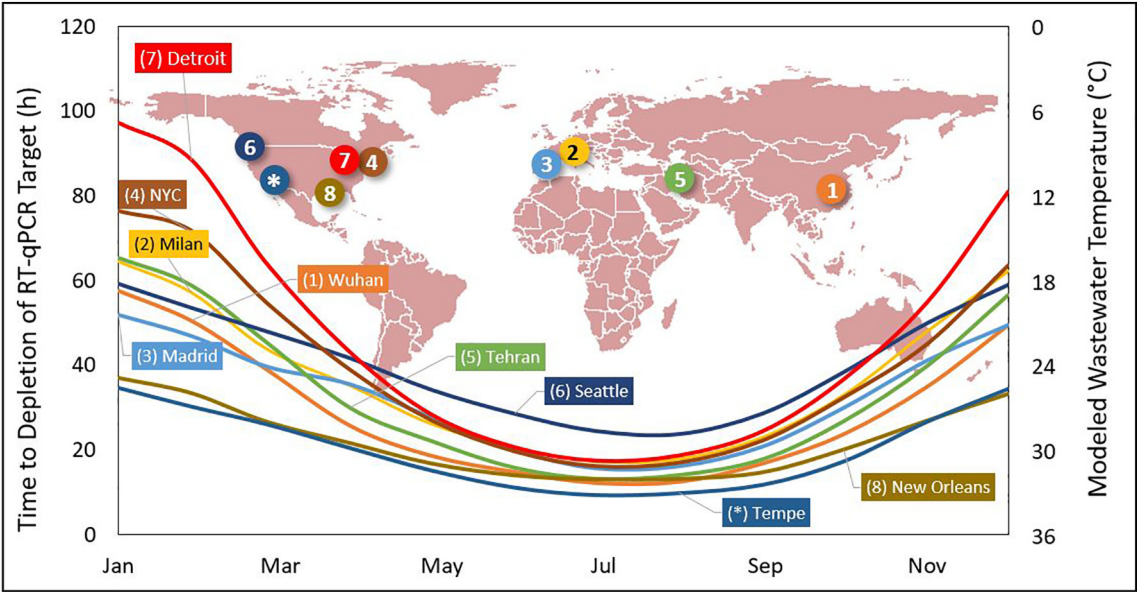 Time to Depletion of RT-qPCR Target (h)
120
100
80
60
40
20
0
(7) Detroit
(4) NYC
(2) Milan
(1) Wuhan
(3) Madrid
(5) Tehran
(6) Seattle
(8) New Orleans
(*) Tempe
6
*
7
4
8
3
2
5
1
0
6
12
18
24
30
36
Modeled Wastewater Temperature (°C)
Jan Mar May Jul Sep Nov